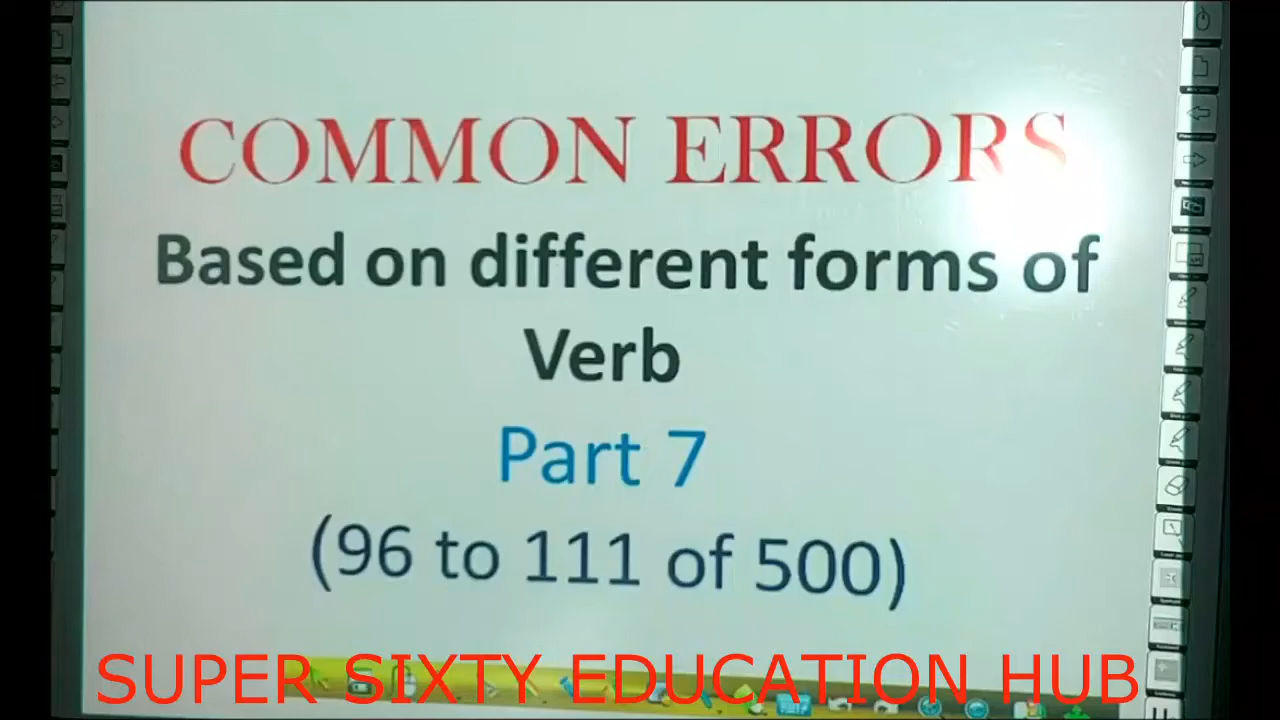 COMMON ERRORS
Based on different forms of
Verb
Part 7
(96 to 111 of 500)
SUPER SIXTY EDUCATION HUB